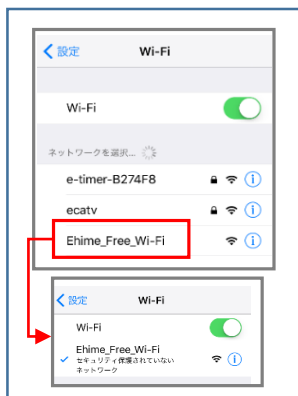 設定 Wi-Fi
Wi-Fi
ネットワークを選択...
e-timer-B274F8
ecatv
Ehime_Free_Wi-Fi
設定 Wi-Fi
Wi-Fi
Ehime_Free_Wi-Fi
セキュリティ保護されていない
ネットワーク